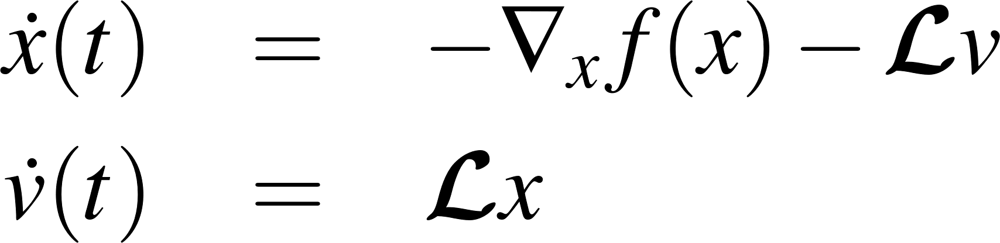 ẋ(t) = −∇ₓf(x) − 𝓛v
v̇(t) = 𝓛x